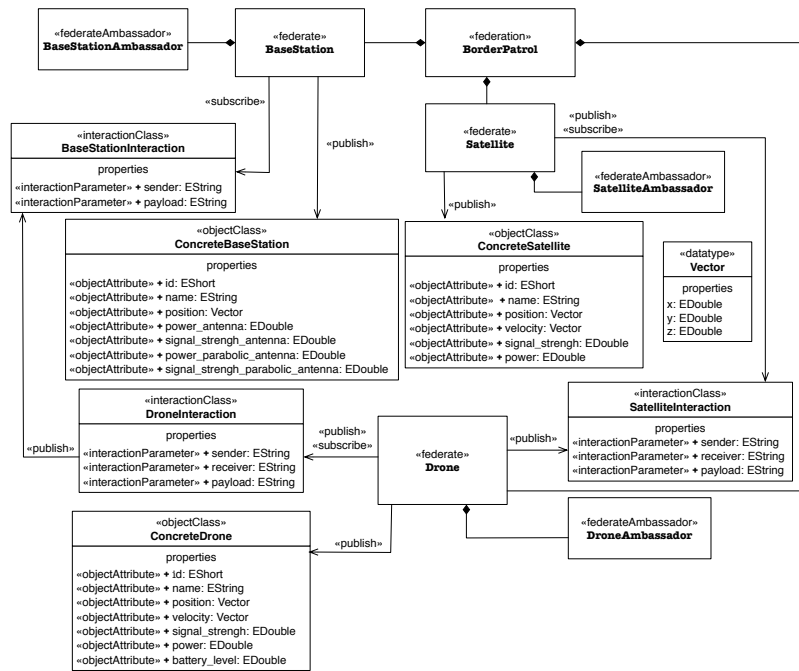 «federateAmbassador»
BaseStationAmbassador
«federate»
BaseStation
«federation»
BorderPatrol
«subscribe»
«publish»
«interactionClass»
BaseStationInteraction
properties
«interactionParameter» + sender: EString
«interactionParameter» + payload: EString
«federate»
Satellite
«publish»
«subscribe»
«federateAmbassador»
SatelliteAmbassador
«publish»
«objectClass»
ConcreteBaseStation
properties
«objectAttribute» + id: EShort
«objectAttribute» + name: EString
«objectAttribute» + position: Vector
«objectAttribute» + power_antenna: EDouble
«objectAttribute» + signal_strengh_antenna: EDouble
«objectAttribute» + power_parabolic_antenna: EDouble
«objectAttribute» + signal_strengh_parabolic_antenna: EDouble
«objectClass»
ConcreteSatellite
properties
«objectAttribute» + id: EShort
«objectAttribute» + name: EString
«objectAttribute» + position: Vector
«objectAttribute» + velocity: Vector
«objectAttribute» + signal_strengh: EDouble
«objectAttribute» + power: EDouble
«datatype»
Vector
properties
x: EDouble
y: EDouble
z: EDouble
«interactionClass»
DroneInteraction
properties
«interactionParameter» + sender: EString
«interactionParameter» + receiver: EString
«interactionParameter» + payload: EString
«publish»
«publish»
«subscribe»
«federate»
Drone
«publish»
«interactionClass»
SatelliteInteraction
properties
«interactionParameter» + sender: EString
«interactionParameter» + receiver: EString
«interactionParameter» + payload: EString
«federateAmbassador»
DroneAmbassador
«publish»
«objectClass»
ConcreteDrone
properties
«objectAttribute» + id: EShort
«objectAttribute» + name: EString
«objectAttribute» + position: Vector
«objectAttribute» + velocity: Vector
«objectAttribute» + signal_strengh: EDouble
«objectAttribute» + power: EDouble
«objectAttribute» + battery_level: EDouble